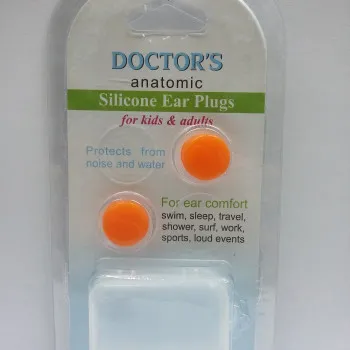 DOCTOR'S
anatomic
Silicone Ear Plugs
for kids & adults
Protects from
noise and water
For ear comfort
swim, sleep, travel,
shower, surf, work,
sports, loud events